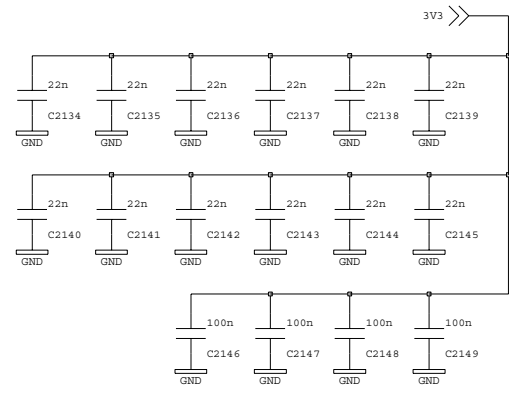 3V3
22n 22n 22n 22n 22n 22n
C2134 C2135 C2136 C2137 C2138 C2139
GND GND GND GND GND GND
22n 22n 22n 22n 22n 22n
C2140 C2141 C2142 C2143 C2144 C2145
GND GND GND GND GND GND
100n 100n 100n 100n
C2146 C2147 C2148 C2149
GND GND GND GND